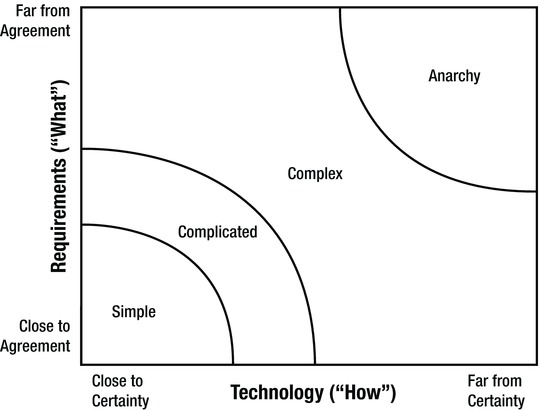 Far from
Agreement
Anarchy
Requirements (“What”)
Complex
Complicated
Simple
Close to
Agreement
Close to
Certainty
Technology (“How”)
Far from
Certainty